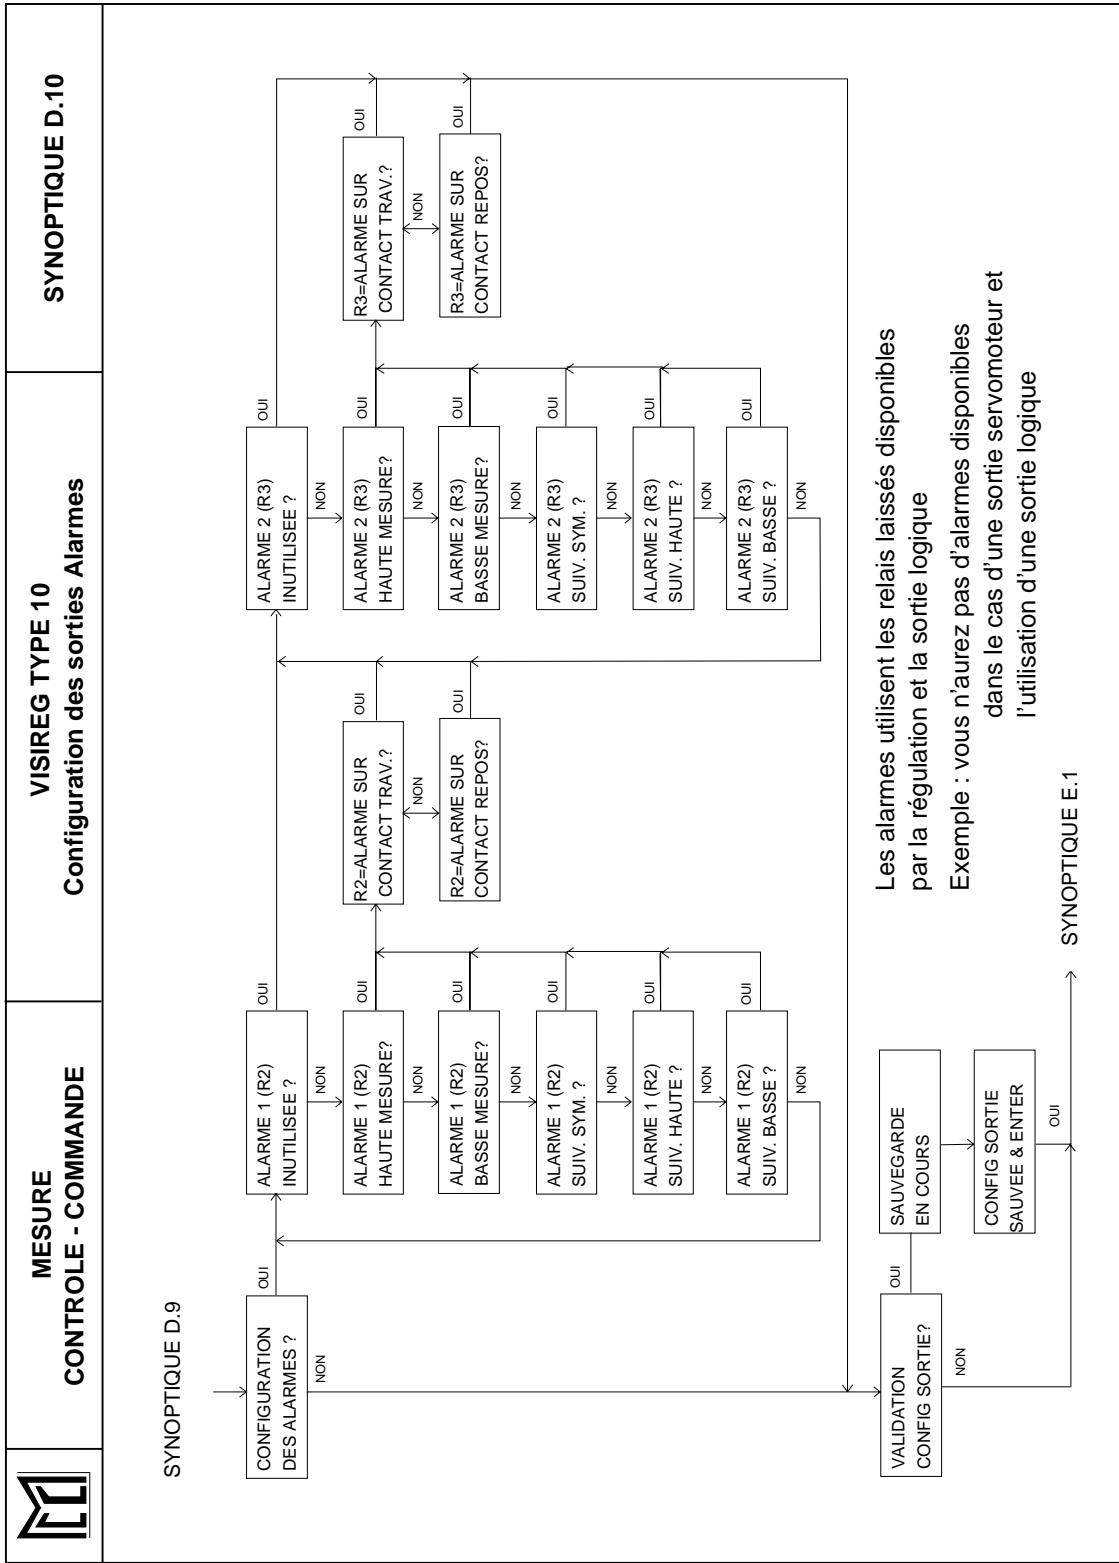 MESURE
CONTROLE - COMMANDE
VISIREG TYPE 10
Configuration des sorties Alarmes
SYNOPTIQUE D.10
SYNOPTIQUE D.9
CONFIGURATION
DES ALARMES ?
OUI
NON
ALARME 1 (R2)
INUTILISEE ?
OUI
NON
ALARME 1 (R2)
HAUTE MESURE?
OUI
NON
ALARME 1 (R2)
BASSE MESURE?
OUI
NON
ALARME 1 (R2)
SUIV. SYM. ?
OUI
NON
ALARME 1 (R2)
SUIV. HAUTE ?
OUI
NON
ALARME 1 (R2)
SUIV. BASSE ?
OUI
NON
R2=ALARME SUR
CONTACT TRAV.?
OUI
NON
R2=ALARME SUR
CONTACT REPOS?
OUI
ALARME 2 (R3)
INUTILISEE ?
OUI
NON
ALARME 2 (R3)
HAUTE MESURE?
OUI
NON
ALARME 2 (R3)
BASSE MESURE?
OUI
NON
ALARME 2 (R3)
SUIV. SYM. ?
OUI
NON
ALARME 2 (R3)
SUIV. HAUTE ?
OUI
NON
ALARME 2 (R3)
SUIV. BASSE ?
OUI
NON
R3=ALARME SUR
CONTACT TRAV.?
OUI
NON
R3=ALARME SUR
CONTACT REPOS?
OUI
VALIDATION
CONFIG SORTIE?
OUI
NON
SAUVEGARDE
EN COURS
CONFIG SORTIE
SAUVEE & ENTER
OUI
SYNOPTIQUE E.1
Les alarmes utilisent les relais laissés disponibles
par la régulation et la sortie logique
Exemple : vous n'aurez pas d'alarmes disponibles
dans le cas d'une sortie servomoteur et
l'utilisation d'une sortie logique